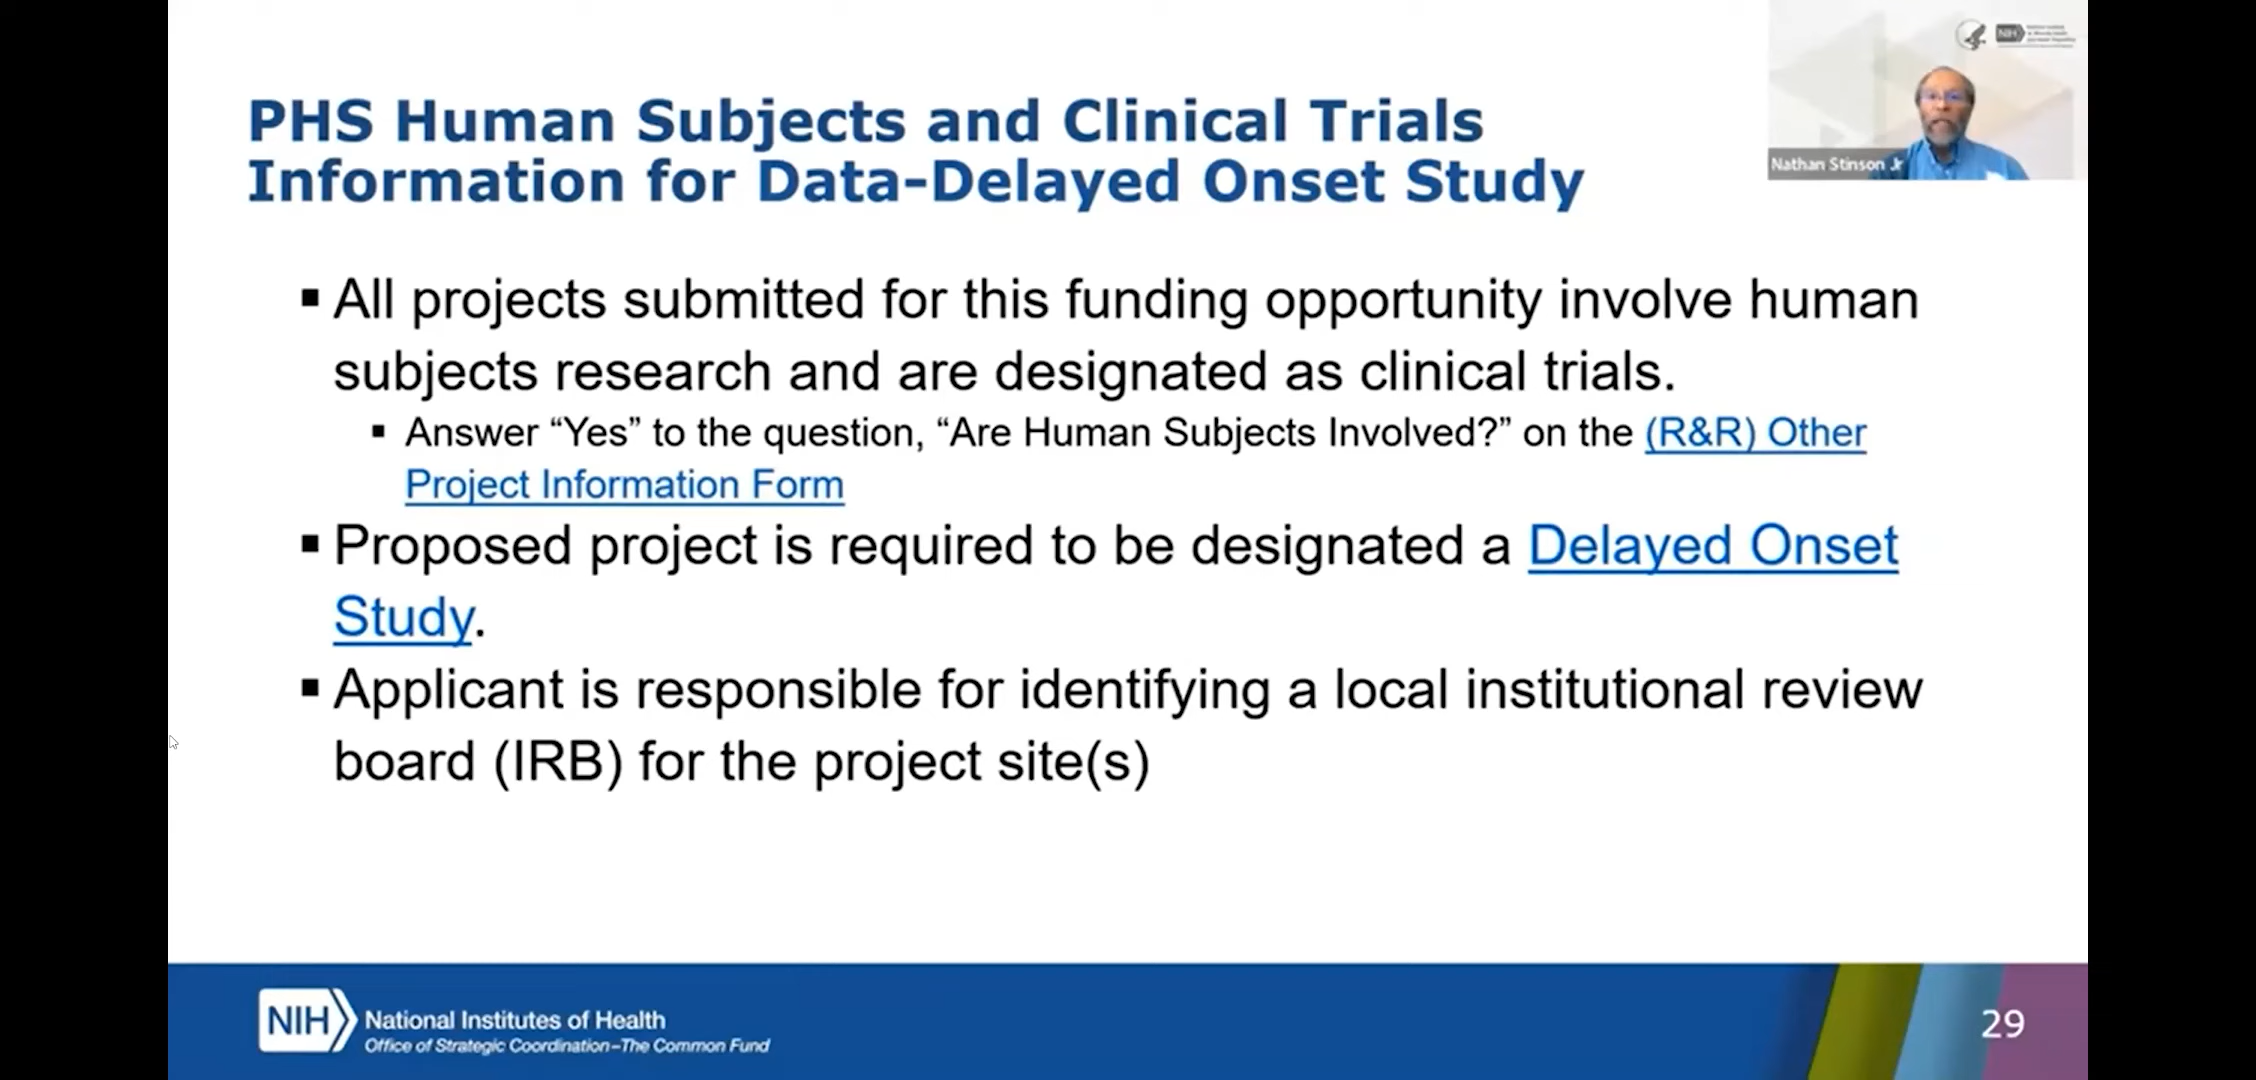 PHS Human Subjects and Clinical Trials
Information for Data-Delayed Onset Study
NIH
Nathan Stinson Jr
▪ All projects submitted for this funding opportunity involve human
subjects research and are designated as clinical trials.
▪ Answer “Yes” to the question, “Are Human Subjects Involved?” on the (R&R) Other
Project Information Form
▪ Proposed project is required to be designated a Delayed Onset
Study.
▪ Applicant is responsible for identifying a local institutional review
board (IRB) for the project site(s)
NIH National Institutes of Health
Office of Strategic Coordination–The Common Fund
29